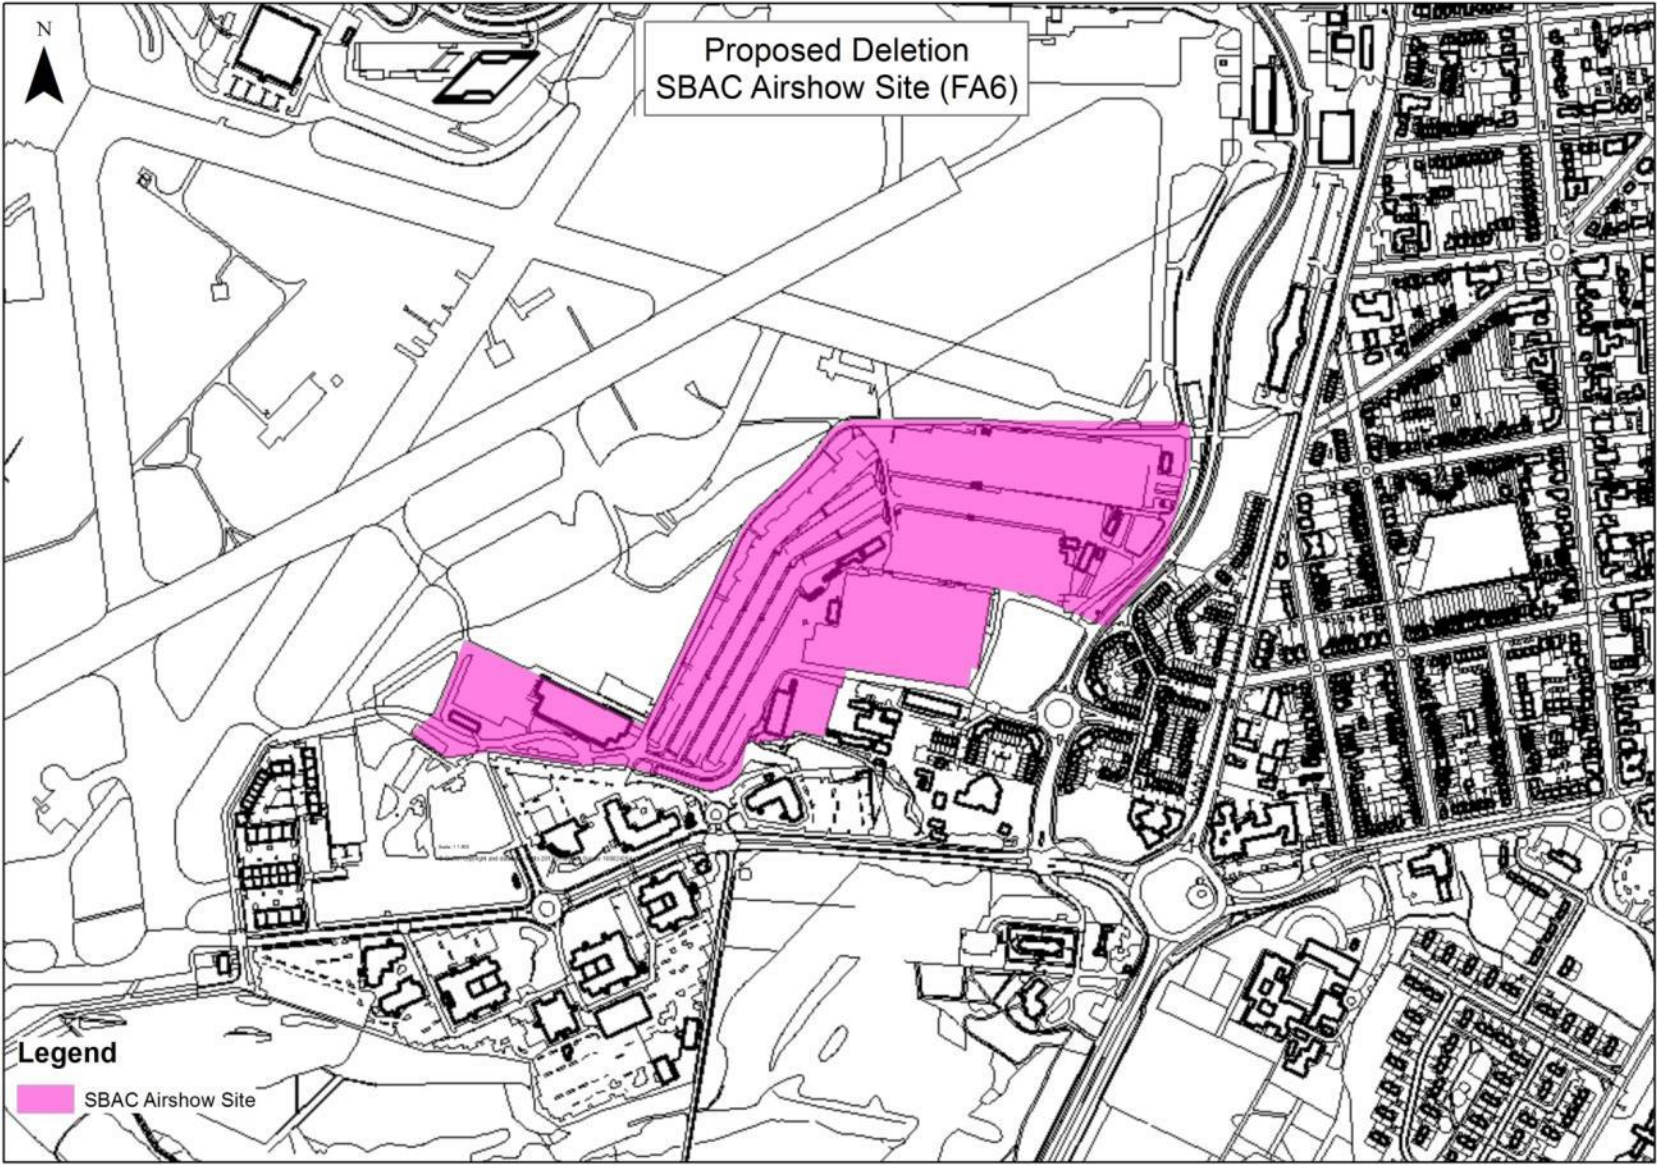 N
Proposed Deletion
SBAC Airshow Site (FA6)
Legend
SBAC Airshow Site